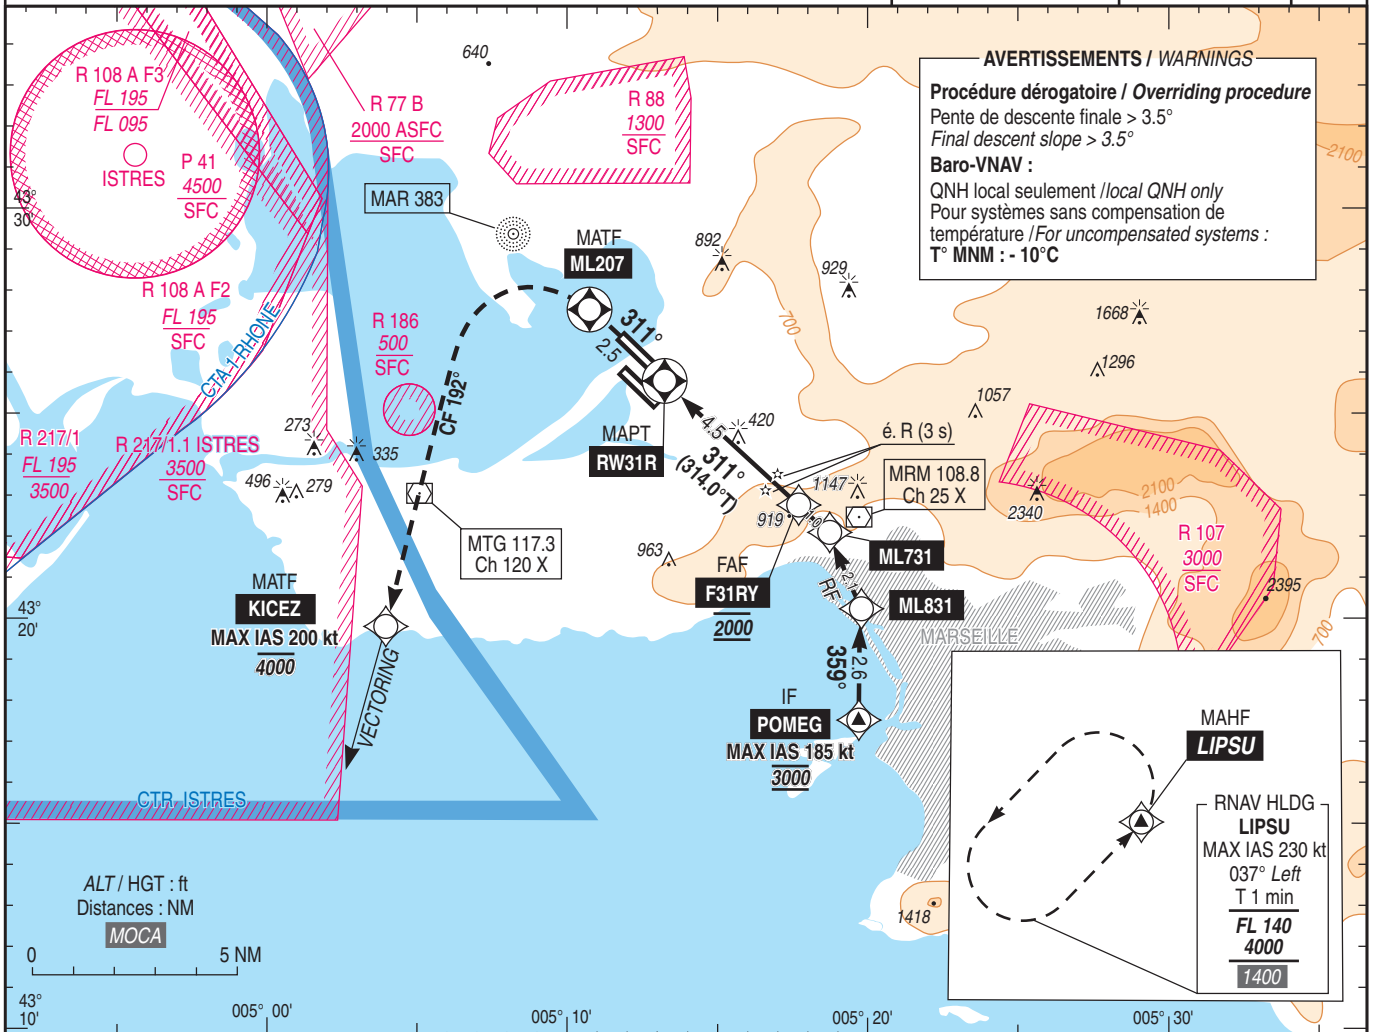 640
R 108 A F3
FL 195
FL 095
ISTRES
P 41
4500
SFC
R 77 B
2000 ASFC
SFC
R 88
1300
SFC
AVERTISSEMENTS / WARNINGS
Procédure dérogatoire / Overriding procedure
Pente de descente finale > 3.5°
Final descent slope > 3.5°
Baro-VNAV :
QNH local seulement /local QNH only
Pour systèmes sans compensation de
température /For uncompensated systems :
T° MNM : - 10°C
2100
43°
30'
MAR 383
MATF
ML207
892
929
1668
1296
1057
700
R 108 A F2
FL 195
SFC
CTA 1 RHONE
R 186
500
SFC
311°
2.5
CF 192°
R 217/1
FL 195
3500
R 217/1.1 ISTRES
3500
SFC
273
335
496
279
MAPT
RW31R
4.5
420
311°
(314.0°T)
é. R (3 s)
1147
919
963
MRM 108.8
Ch 25 X
2100
1400
2340
R 107
3000
SFC
2395
700
MTG 117.3
Ch 120 X
1.0
ML731
FAF
F31RY
2000
2.1
RF
ML831
MARSEILLE
MATF
KICEZ
MAX IAS 200 kt
4000
43°
20'
VECTORING
359°
2.6
IF
POMEG
MAX IAS 185 kt
3000
CTR ISTRES
MAHF
LIPSU
RNAV HLDG
LIPSU
MAX IAS 230 kt
037° Left
T 1 min
FL 140
4000
1400
1418
ALT / HGT : ft
Distances : NM
MOCA
0
5 NM
43°
10'
005° 00'
005° 10'
005° 20'
005° 30'